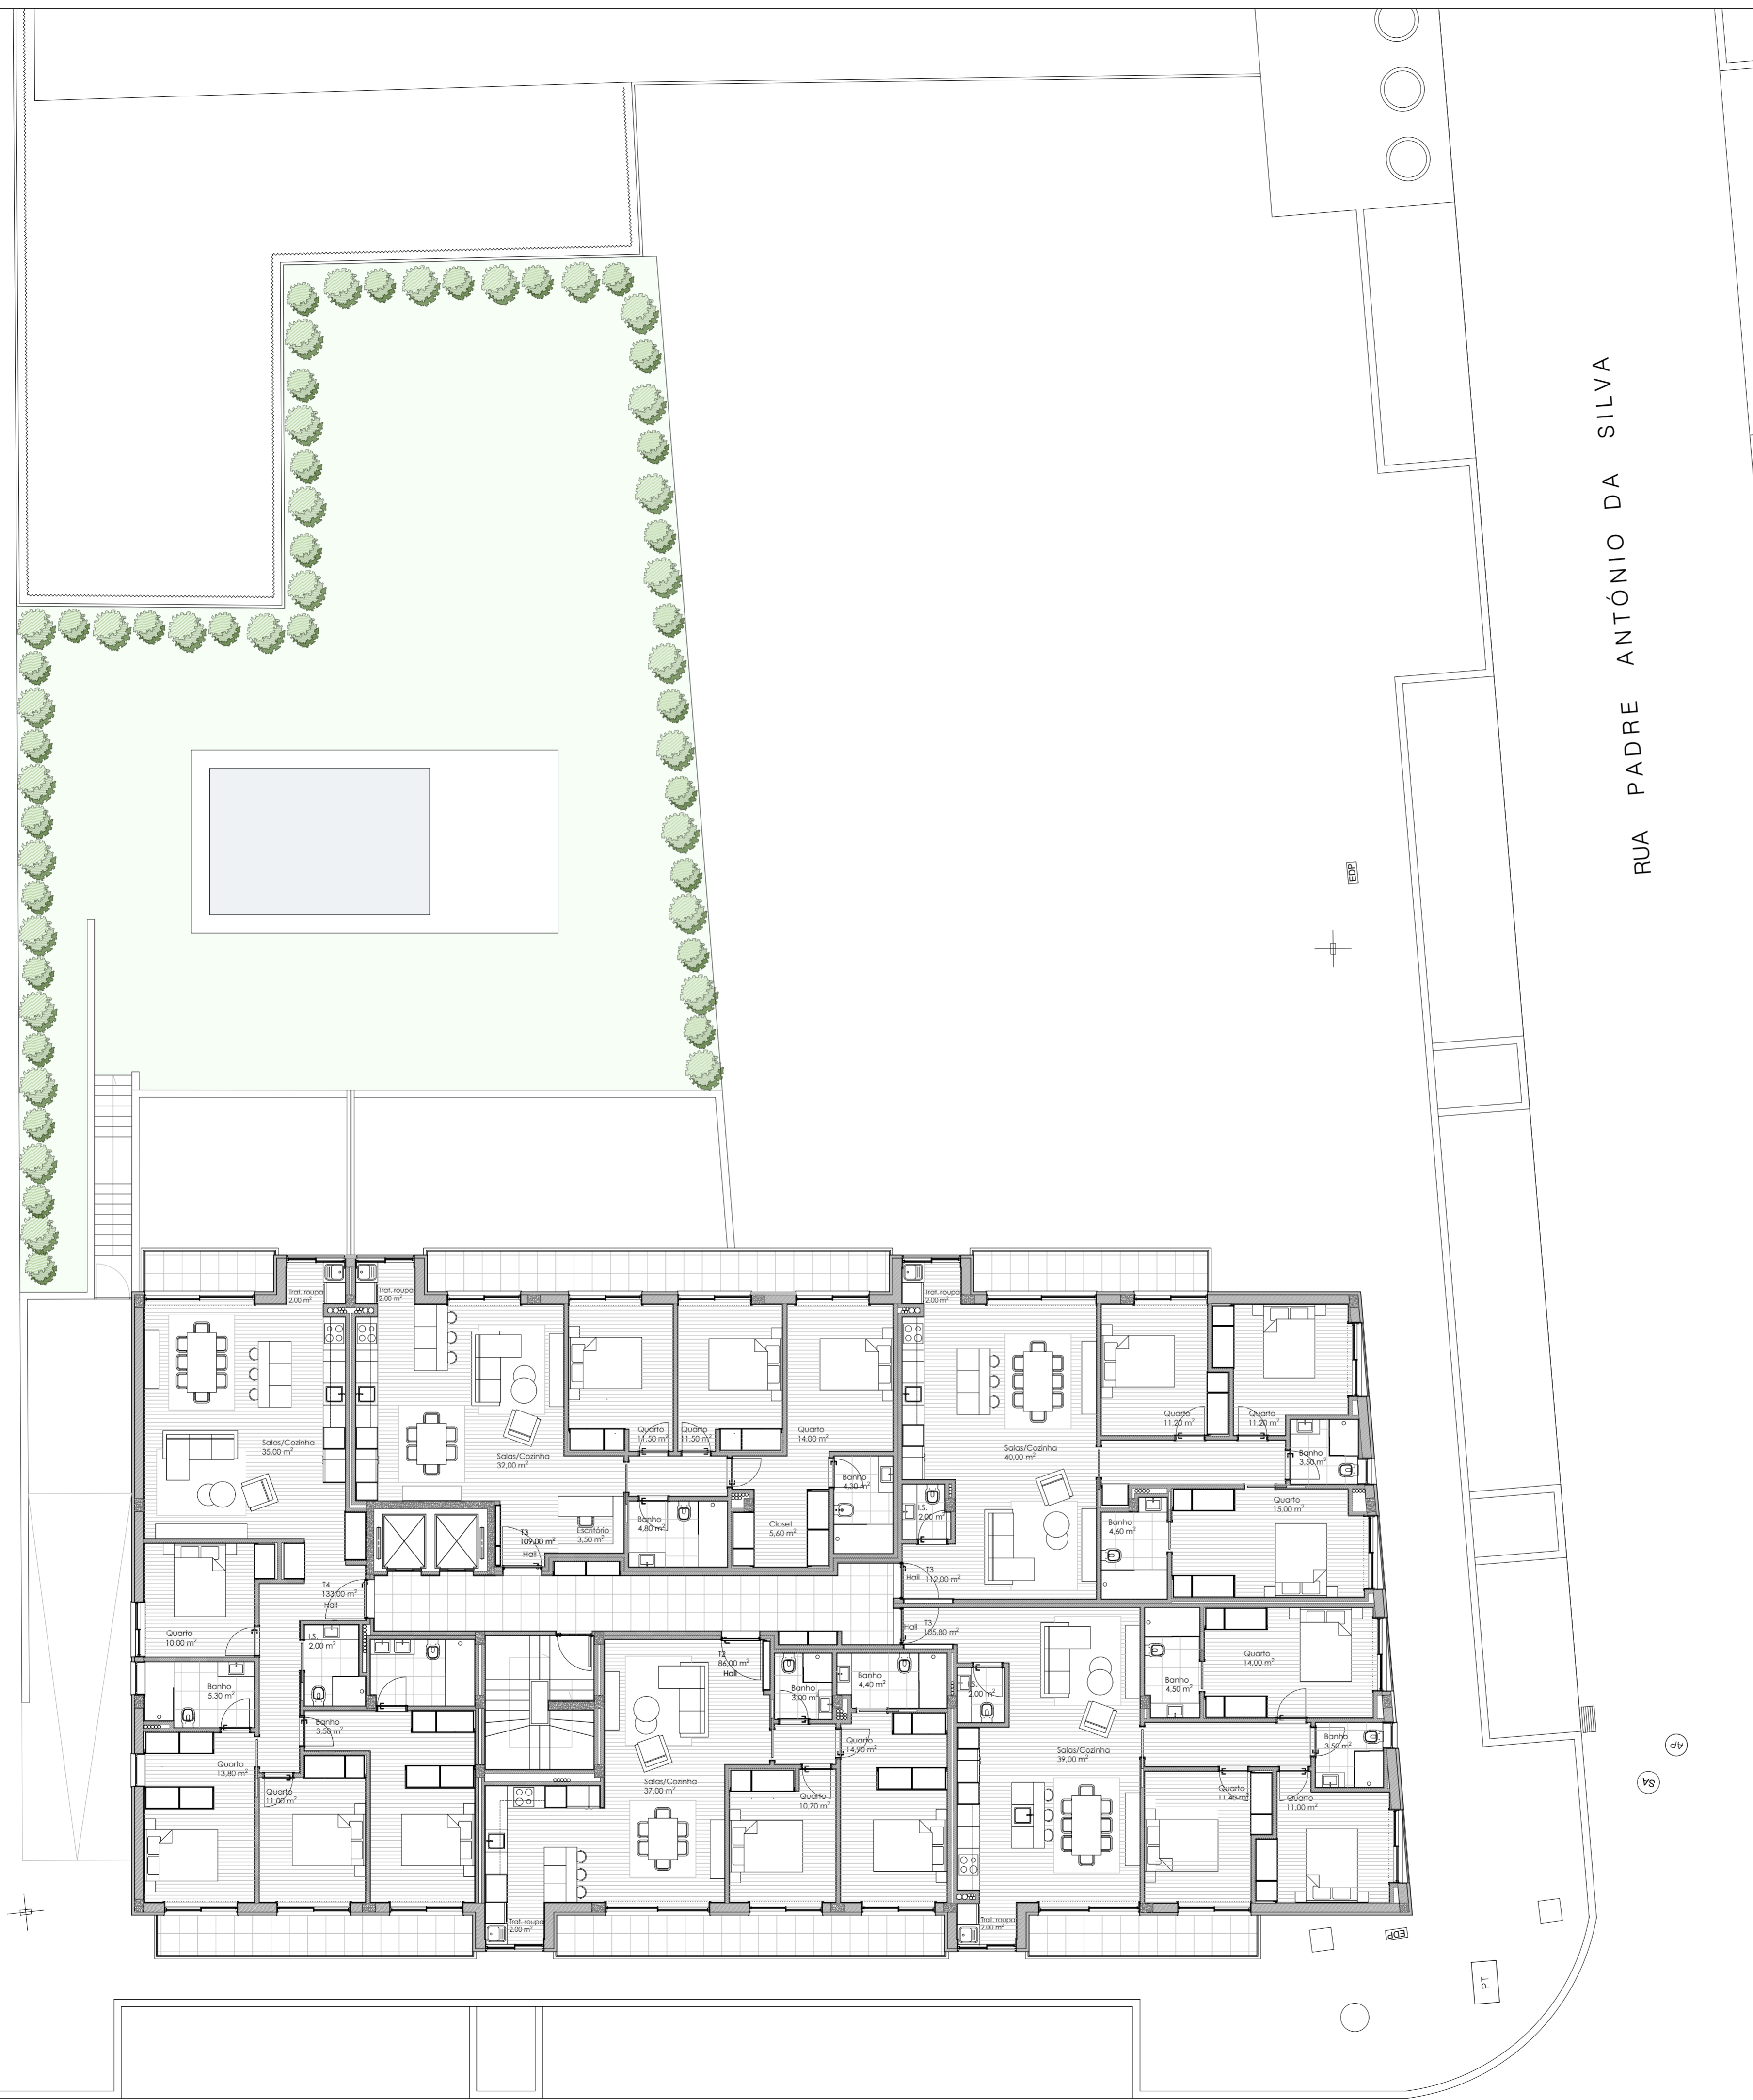 RUA PADRE ANTÓNIO DA SILVA
EDP
Trat. roupa
2,00 m²
Trat. roupa
2,00 m²
Trat. roupa
2,00 m²
Salas/Cozinha
35,00 m²
Salas/Cozinha
32,00 m²
Quarto
11,50 m²
Quarto
11,50 m²
Quarto
14,00 m²
Salas/Cozinha
40,00 m²
Quarto
11,20 m²
Quarto
11,20 m²
Banho
3,50 m²
Banho
4,30 m²
Banho
4,80 m²
Closet
5,60 m²
Escritório
3,50 m²
T3
109,00 m²
Hall
I.S.
2,00 m²
Banho
4,60 m²
Quarto
15,00 m²
T4
133,00 m²
Hall
T3
112,00 m²
Hall
T3
105,80 m²
Hall
Quarto
10,00 m²
I.S.
2,00 m²
T2
86,00 m²
Hall
Banho
5,30 m²
Banho
3,50 m²
Banho
3,00 m²
Banho
4,40 m²
I.S.
2,00 m²
Banho
4,50 m²
Quarto
14,00 m²
Quarto
13,80 m²
Quarto
11,00 m²
Salas/Cozinha
37,00 m²
Quarto
10,70 m²
Quarto
14,90 m²
Salas/Cozinha
39,00 m²
Quarto
11,40 m²
Quarto
11,00 m²
Banho
3,50 m²
Trat. roupa
2,00 m²
Trat. roupa
2,00 m²
Ap
SA
EDP
PT